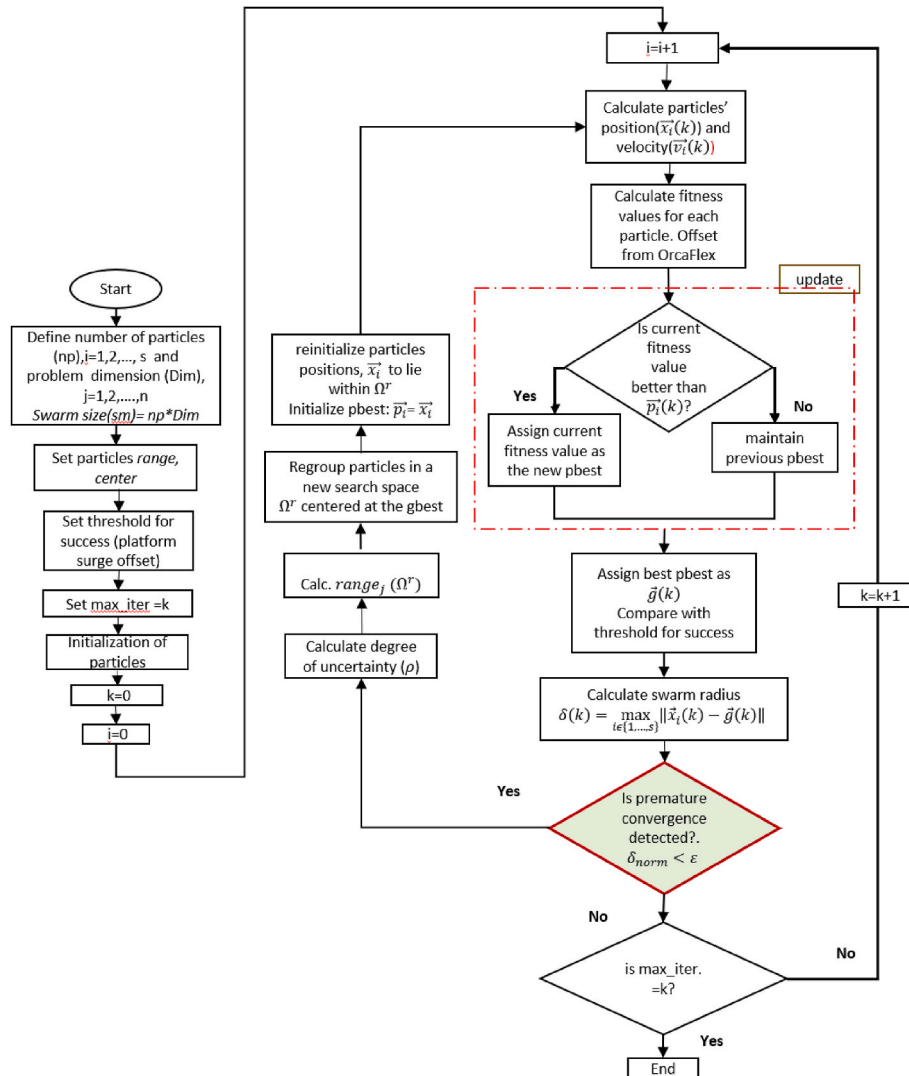 Start
Define number of particles
(np),i=1,2,..., s and
problem dimension (Dim),
j=1,2,.....,n
Swarm size(sm)= np*Dim
Set particles range,
center
Set threshold for
success (platform
surge offset)
Set max_iter =k
Initialization of
particles
k=0
i=0
i=i+1
Calculate particles'
position(x⃗ᵢ(k)) and
velocity(v⃗ᵢ(k))
Calculate fitness
values for each
particle. Offset
from OrcaFlex
update
Is current
fitness
value
better than
p⃗ᵢ(k)?
Yes
No
Assign current
fitness value as
the new pbest
maintain
previous pbest
Assign best pbest as
g⃗(k)
Compare with
threshold for success
k=k+1
Calculate swarm radius
δ(k) = max ‖x⃗ᵢ(k) − g⃗(k)‖
iϵ{1,...,s}
Is premature
convergence
detected?.
δnorm < ε
Yes
No
Calculate degree
of uncertainty (ρ)
Calc. rangeⱼ (Ωʳ)
Regroup particles in a
new search space
Ωʳ centered at the gbest
reinitialize particles
positions, x⃗ᵢ to lie
within Ωʳ
Initialize pbest: p⃗ᵢ= x⃗ᵢ
is max_iter.
=k?
No
Yes
End